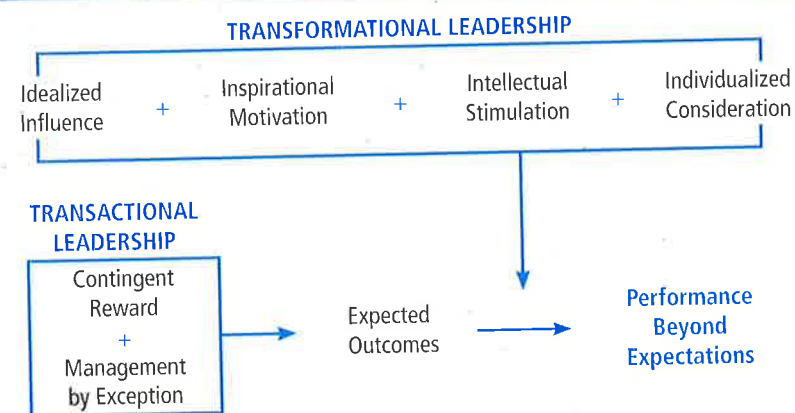 TRANSFORMATIONAL LEADERSHIP
Idealized
Influence
+
Inspirational
Motivation
+
Intellectual
Stimulation
+
Individualized
Consideration
TRANSACTIONAL
LEADERSHIP
Contingent
Reward
+
Management
by Exception
Expected
Outcomes
Performance
Beyond
Expectations